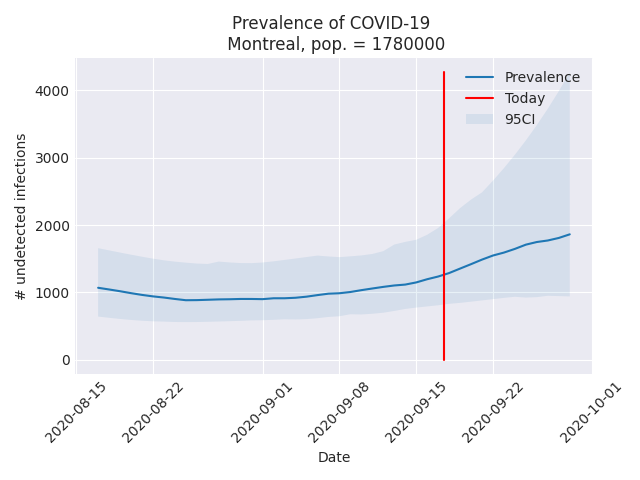 Prevalence of COVID-19
Montreal, pop. = 1780000
Prevalence
Today
95CI
# undetected infections
4000
3000
2000
1000
0
2020-08-15
2020-08-22
2020-09-01
2020-09-08
2020-09-15
2020-09-22
2020-10-01
Date